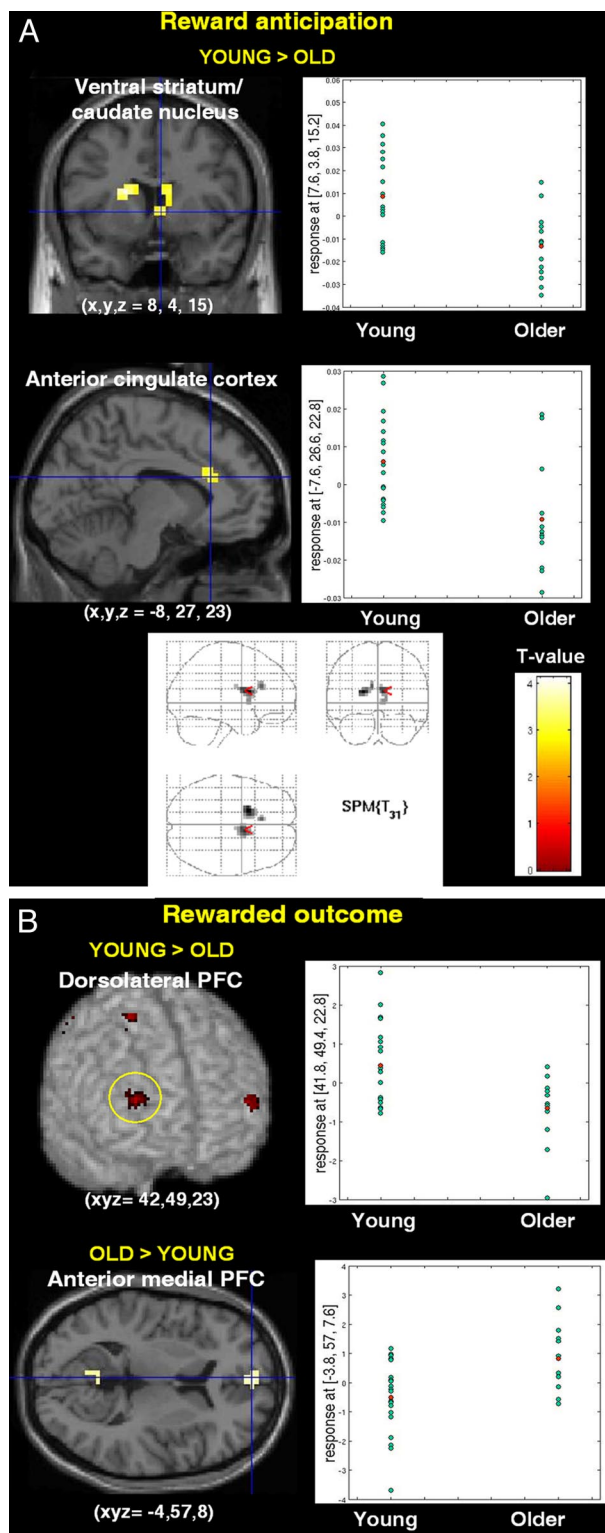 A
Reward anticipation
YOUNG > OLD
Ventral striatum/
caudate nucleus
(x,y,z = 8, 4, 15)
response at [7.6, 3.8, 15.2]
0.06
0.05
0.04
0.03
0.02
0.01
0
-0.01
-0.02
-0.03
-0.04
Young Older
Anterior cingulate cortex
(x,y,z = -8, 27, 23)
response at [-7.6, 26.6, 22.8]
0.03
0.02
0.01
0
-0.01
-0.02
-0.03
Young Older
SPM{T31}
T-value
4
3
2
1
0
B
Rewarded outcome
YOUNG > OLD
Dorsolateral PFC
(xyz= 42,49,23)
response at [41.8, 49.4, 22.8]
3
2
1
0
-1
-2
-3
Young Older
OLD > YOUNG
Anterior medial PFC
(xyz= -4,57,8)
response at [-3.8, 57, 7.6]
4
3
2
1
0
-1
-2
-3
-4
Young Older